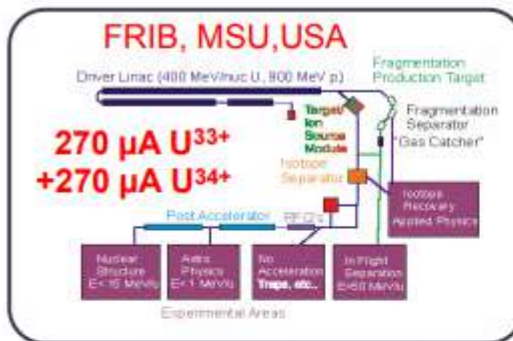 FRIB, MSU,USA
Fragmentation
Production Target
Driver Linac (400 MeV/nuc U, 900 MeV p)
Target/
Ion
Source
Module
Fragmentation
Separator
"Gas Catcher"
270 µA U33+
+270 µA U34+
Isotope
Separator
Isotope
Recovery
Applied Physics
Post Accelerator
RFQ's
Nuclear
Structure
E<15 MeV/u
Astro
Physics
E<1 MeV/u
No
Acceleration
Traps, etc..
In Flight
Separation
E>50 MeV/u
Experimental Areas